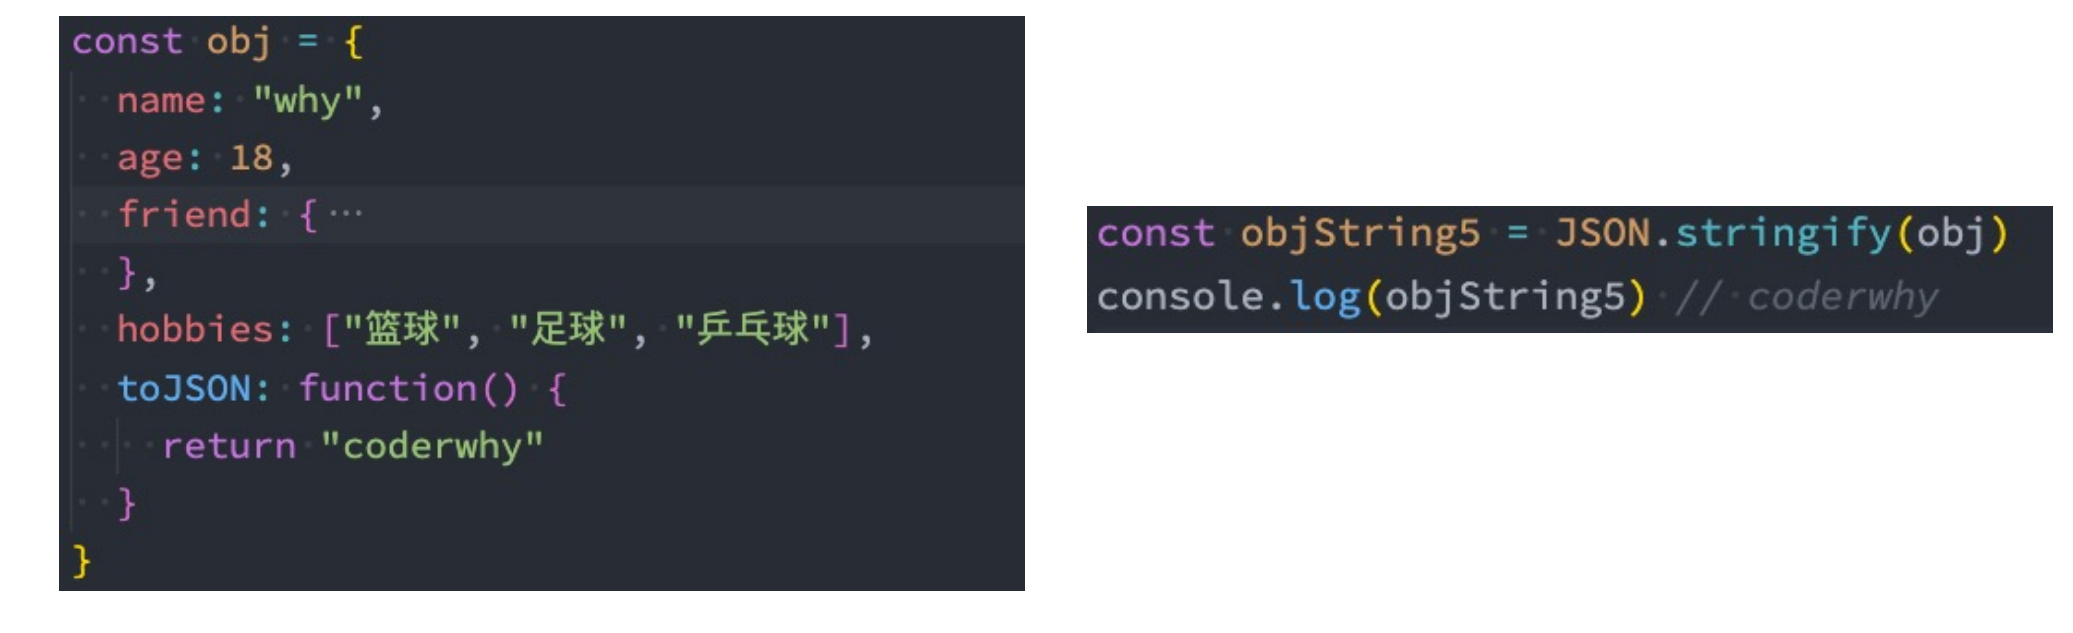 const obj = {
  name: "why",
  age: 18,
  friend: { ···
  },
  hobbies: ["篮球", "足球", "乒乓球"],
  toJSON: function() {
    return "coderwhy"
  }
}
const objString5 = JSON.stringify(obj)
console.log(objString5) // coderwhy